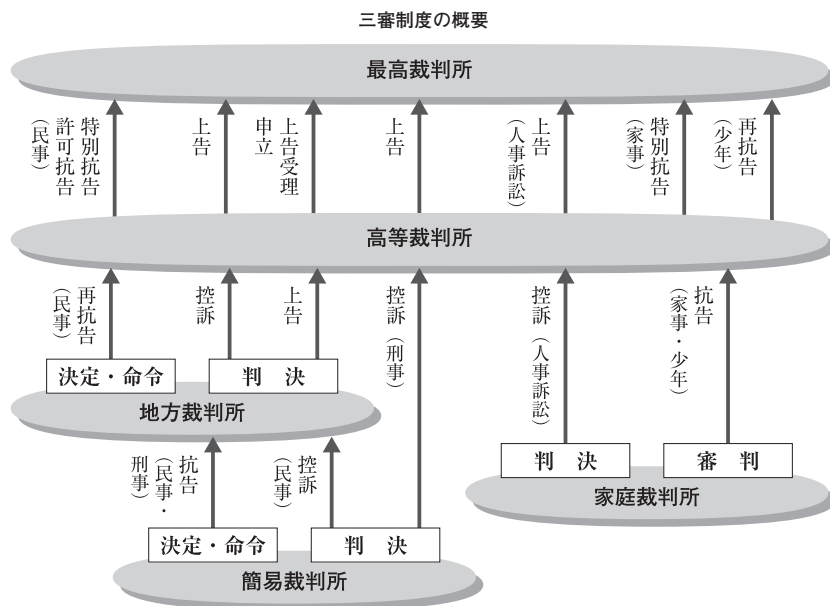 三審制度の概要
最高裁判所
特別抗告
許可抗告
（民事）
上告
上告受理
申立
上告
上告
（人事訴訟）
特別抗告
（家事）
再抗告
（少年）
高等裁判所
再抗告
（民事）
控訴
上告
控訴（刑事）
控訴（人事訴訟）
抗告
（家事・少年）
決定・命令
判　決
地方裁判所
抗告
（民事・
刑事）
控訴
（民事）
判　決
審　判
家庭裁判所
決定・命令
判　決
簡易裁判所